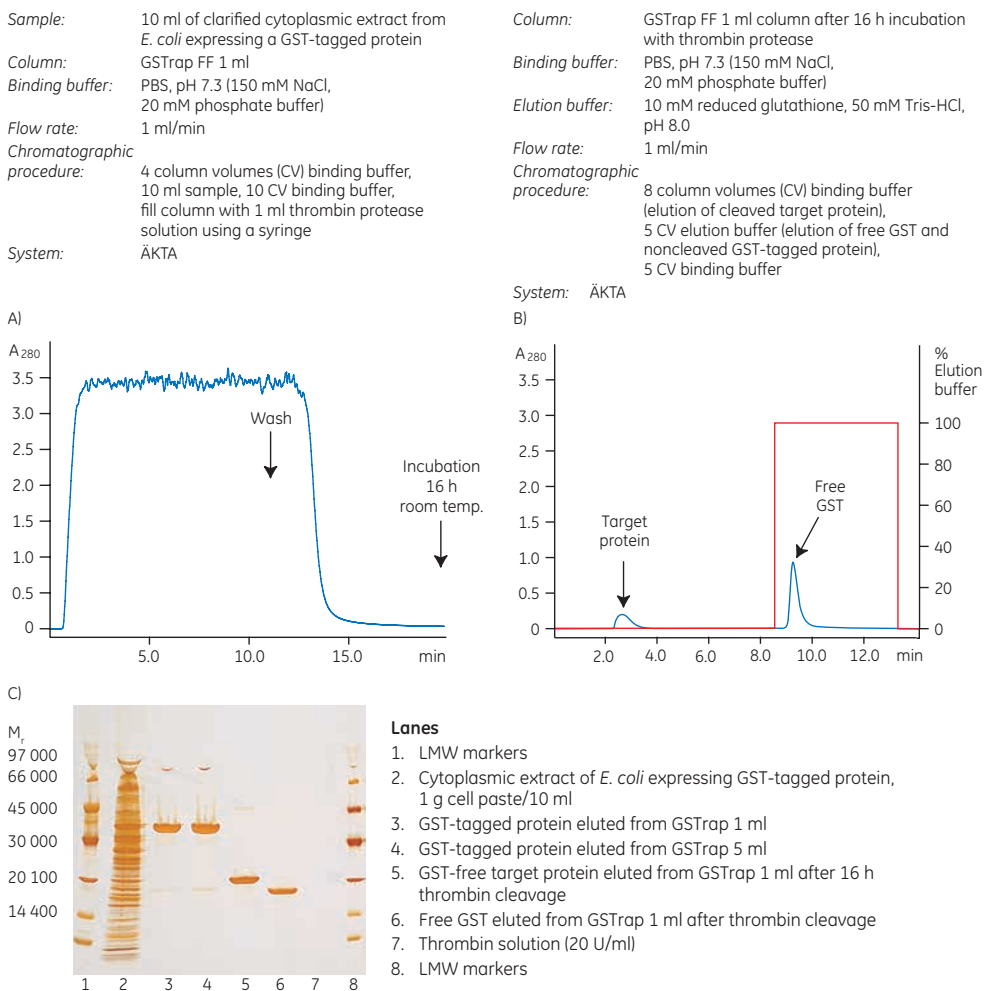 Sample: 10 ml of clarified cytoplasmic extract from
E. coli expressing a GST-tagged protein
Column: GSTrap FF 1 ml
Binding buffer: PBS, pH 7.3 (150 mM NaCl,
20 mM phosphate buffer)
Flow rate: 1 ml/min
Chromatographic
procedure: 4 column volumes (CV) binding buffer,
10 ml sample, 10 CV binding buffer,
fill column with 1 ml thrombin protease
solution using a syringe
System: ÄKTA
Column: GSTrap FF 1 ml column after 16 h incubation
with thrombin protease
Binding buffer: PBS, pH 7.3 (150 mM NaCl,
20 mM phosphate buffer)
Elution buffer: 10 mM reduced glutathione, 50 mM Tris-HCl,
pH 8.0
Flow rate: 1 ml/min
Chromatographic
procedure: 8 column volumes (CV) binding buffer
(elution of cleaved target protein),
5 CV elution buffer (elution of free GST and
noncleaved GST-tagged protein),
5 CV binding buffer
System: ÄKTA
A)
A280
3.5
3.0
2.5
2.0
1.5
1.0
0.5
0
Wash
Incubation
16 h
room temp.
5.0 10.0 15.0 min
B)
A280
3.5
3.0
2.5
2.0
1.5
1.0
0.5
0
Target
protein
Free
GST
%
Elution
buffer
100
80
60
40
20
0
2.0 4.0 6.0 8.0 10.0 12.0 min
C)
Mr
97 000
66 000
45 000
30 000
20 100
14 400
1 2 3 4 5 6 7 8
Lanes
1. LMW markers
2. Cytoplasmic extract of E. coli expressing GST-tagged protein,
1 g cell paste/10 ml
3. GST-tagged protein eluted from GSTrap 1 ml
4. GST-tagged protein eluted from GSTrap 5 ml
5. GST-free target protein eluted from GSTrap 1 ml after 16 h
thrombin cleavage
6. Free GST eluted from GSTrap 1 ml after thrombin cleavage
7. Thrombin solution (20 U/ml)
8. LMW markers